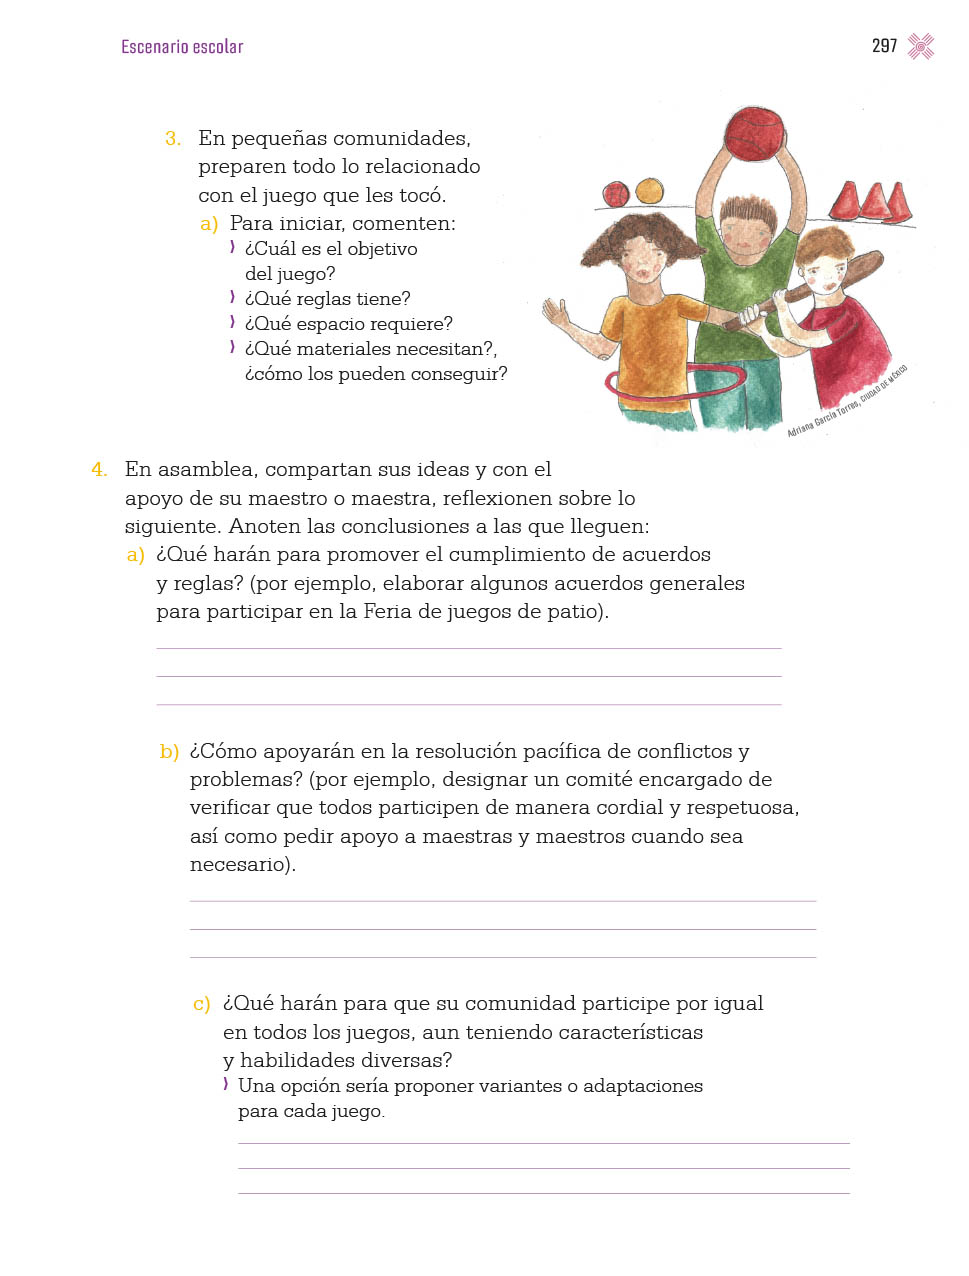 Escenario escolar
297
3. En pequeñas comunidades,
preparen todo lo relacionado
con el juego que les tocó.
a) Para iniciar, comenten:
⟩ ¿Cuál es el objetivo
del juego?
⟩ ¿Qué reglas tiene?
⟩ ¿Qué espacio requiere?
⟩ ¿Qué materiales necesitan?,
¿cómo los pueden conseguir?
Adriana García Torres, CIUDAD DE MÉXICO
4. En asamblea, compartan sus ideas y con el
apoyo de su maestro o maestra, reflexionen sobre lo
siguiente. Anoten las conclusiones a las que lleguen:
a) ¿Qué harán para promover el cumplimiento de acuerdos
y reglas? (por ejemplo, elaborar algunos acuerdos generales
para participar en la Feria de juegos de patio).
b) ¿Cómo apoyarán en la resolución pacífica de conflictos y
problemas? (por ejemplo, designar un comité encargado de
verificar que todos participen de manera cordial y respetuosa,
así como pedir apoyo a maestras y maestros cuando sea
necesario).
c) ¿Qué harán para que su comunidad participe por igual
en todos los juegos, aun teniendo características
y habilidades diversas?
⟩ Una opción sería proponer variantes o adaptaciones
para cada juego.